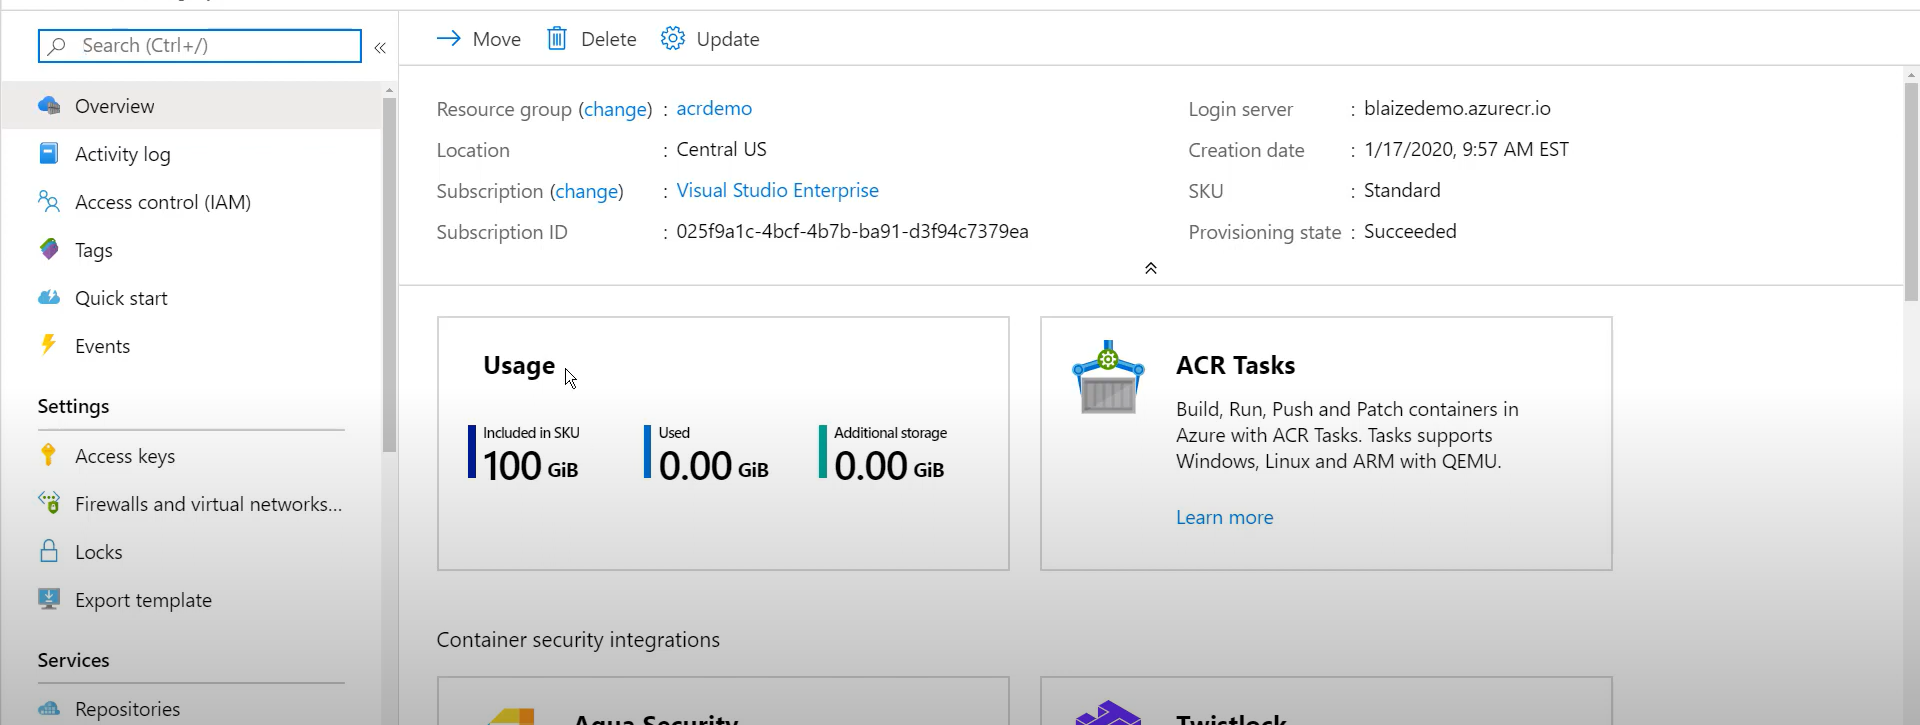 Search (Ctrl+/)
Overview
Activity log
Access control (IAM)
Tags
Quick start
Events
Settings
Access keys
Firewalls and virtual networks...
Locks
Export template
Services
Repositories
Move Delete Update
Resource group (change) : acrdemo
Location : Central US
Subscription (change) : Visual Studio Enterprise
Subscription ID : 025f9a1c-4bcf-4b7b-ba91-d3f94c7379ea
Login server : blaizedemo.azurecr.io
Creation date : 1/17/2020, 9:57 AM EST
SKU : Standard
Provisioning state : Succeeded
Usage
Included in SKU
100 GiB
Used
0.00 GiB
Additional storage
0.00 GiB
ACR Tasks
Build, Run, Push and Patch containers in
Azure with ACR Tasks. Tasks supports
Windows, Linux and ARM with QEMU.
Learn more
Container security integrations
Aqua Security
Twistlock